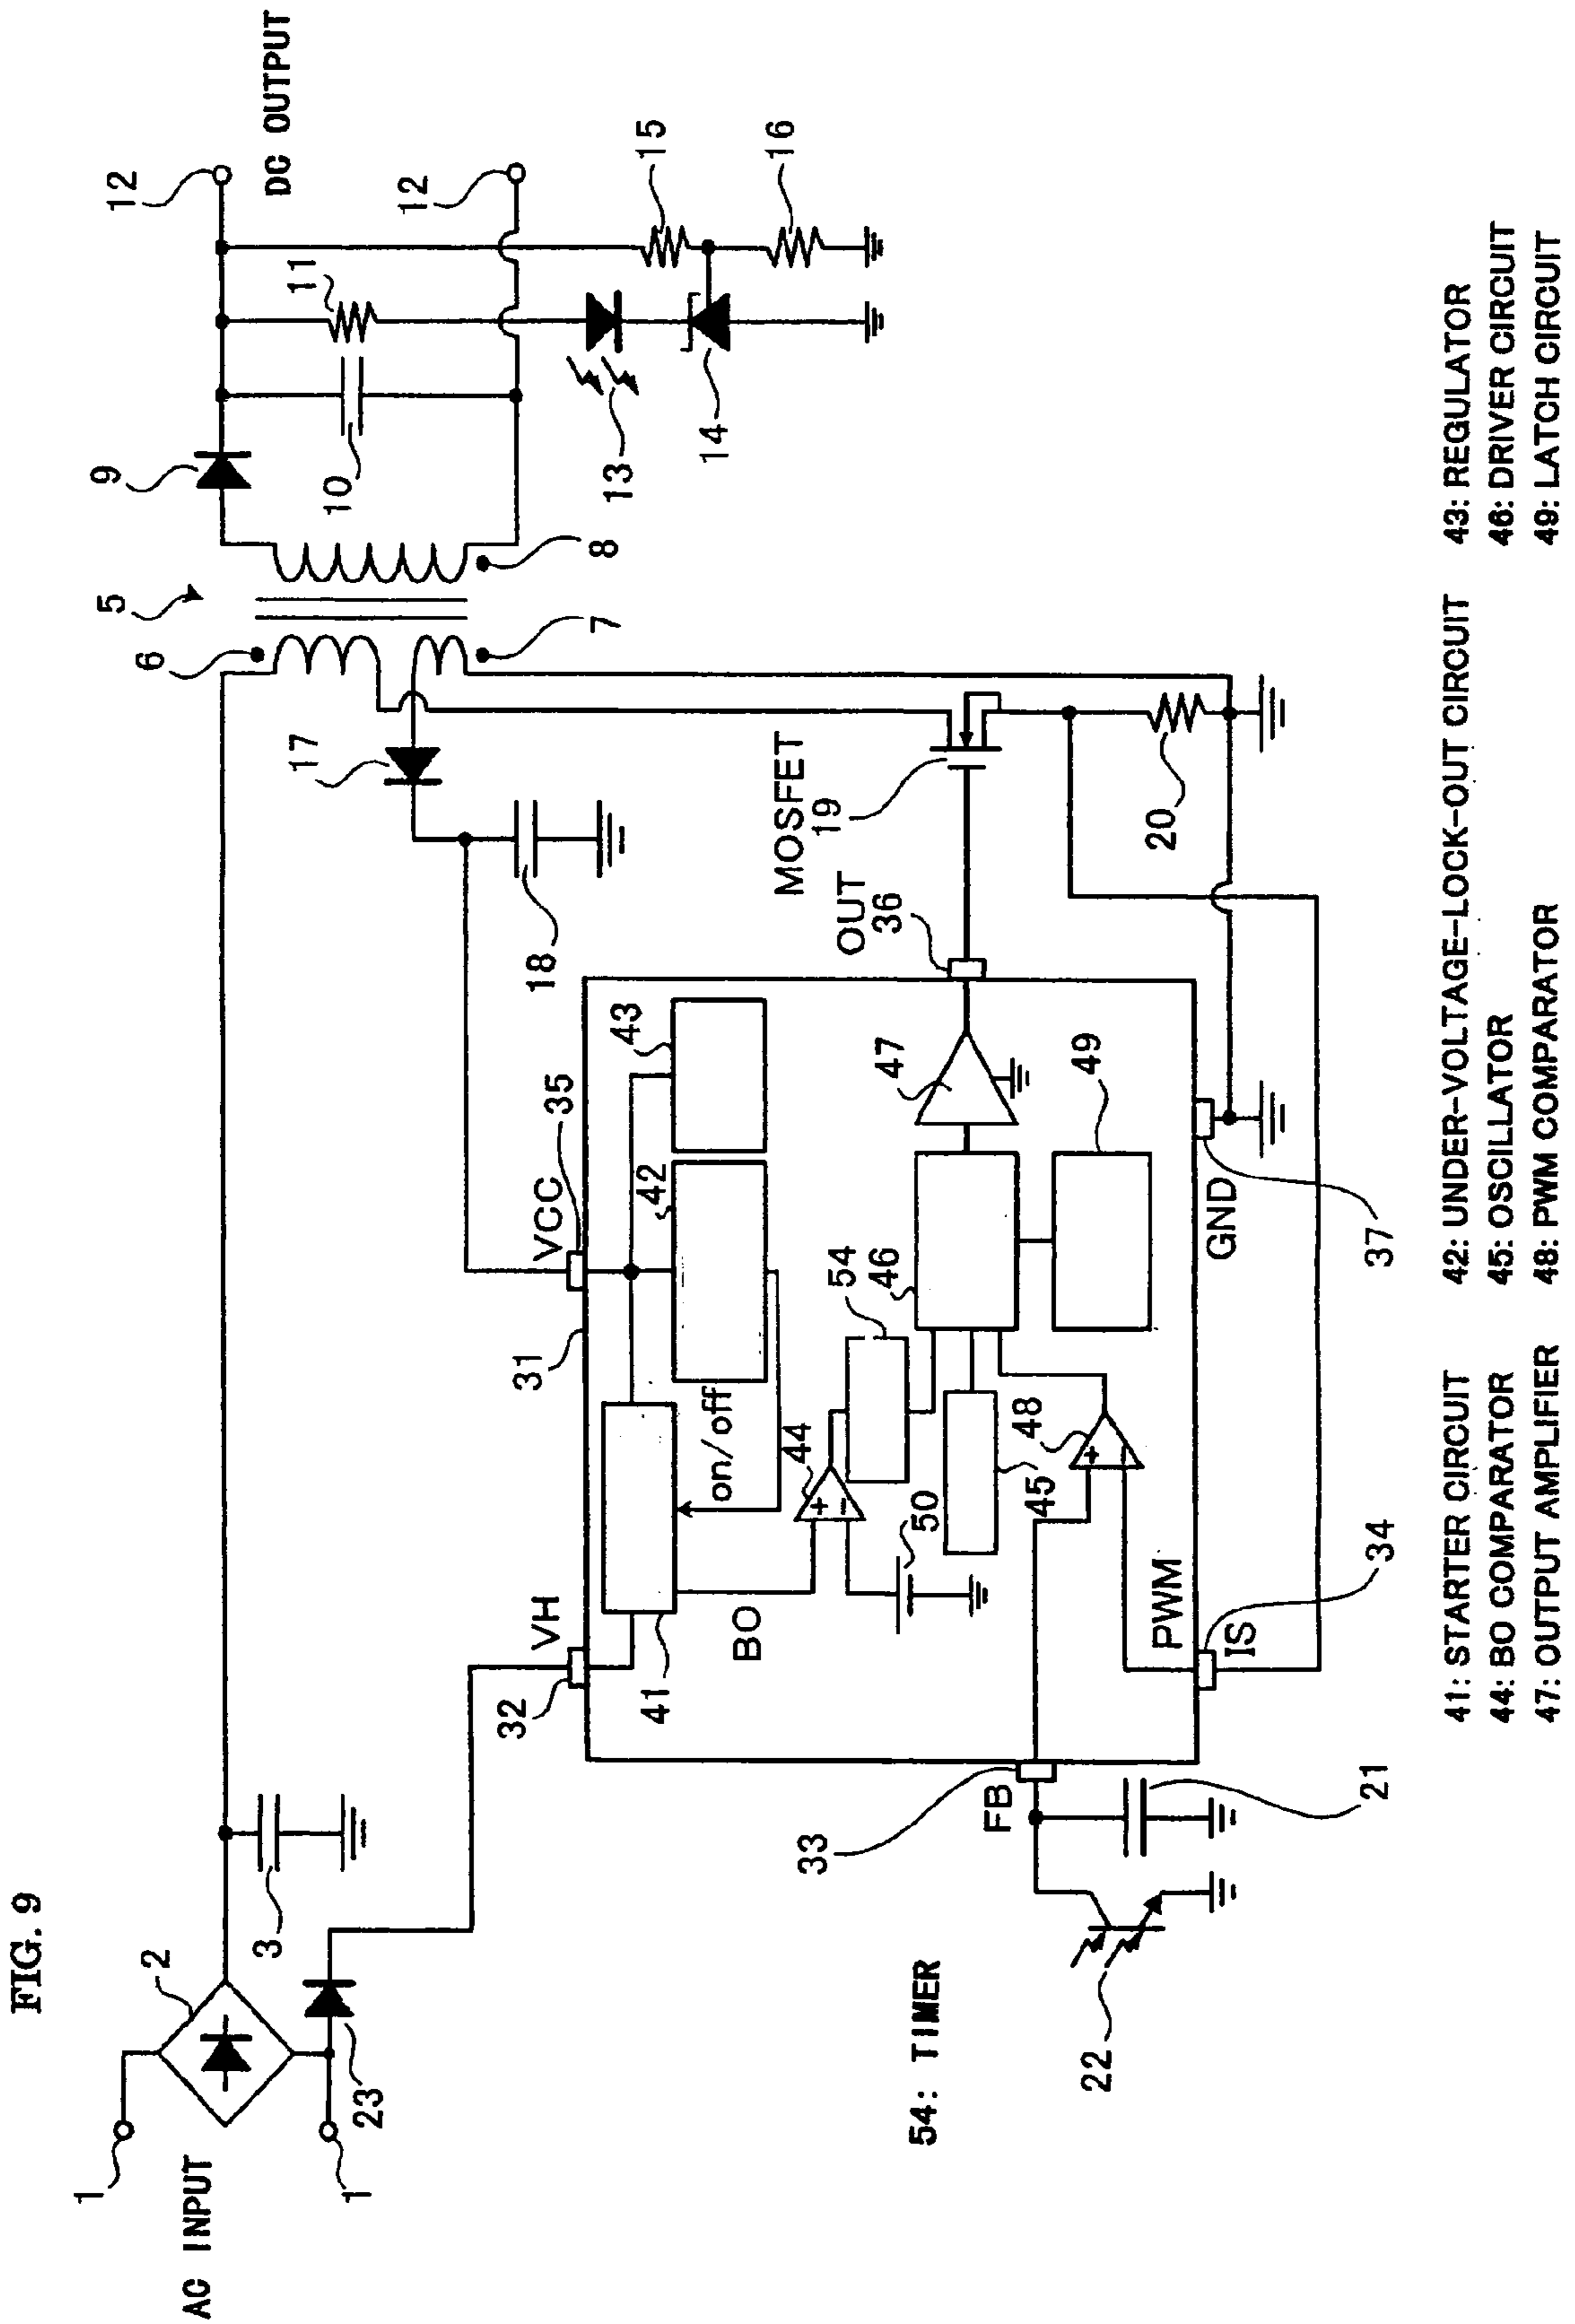 FIG. 9
AC INPUT
1
1
2
3
23
5
6
7
8
9
10
11
12
DC OUTPUT
12
13
14
15
16
17
18
MOSFET
19
20
OUT
36
VH
32
31
VCC
35
41
42
43
on/off
BO
44
50
54
45
46
47
48
49
33
FB
21
22
PWM
IS
34
GND
37
54: TIMER
41: STARTER CIRCUIT
42: UNDER-VOLTAGE-LOCK-OUT CIRCUIT
43: REGULATOR
44: BO COMPARATOR
45: OSCILLATOR
46: DRIVER CIRCUIT
47: OUTPUT AMPLIFIER
48: PWM COMPARATOR
49: LATCH CIRCUIT